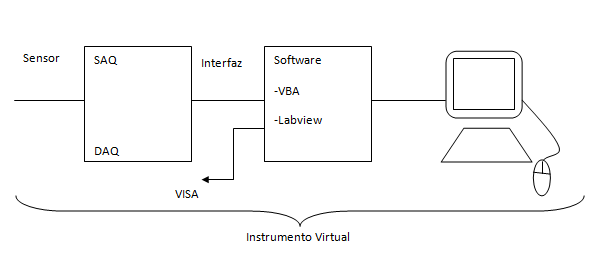 Sensor
SAQ
DAQ
Interfaz
Software
-VBA
-Labview
VISA
Instrumento Virtual